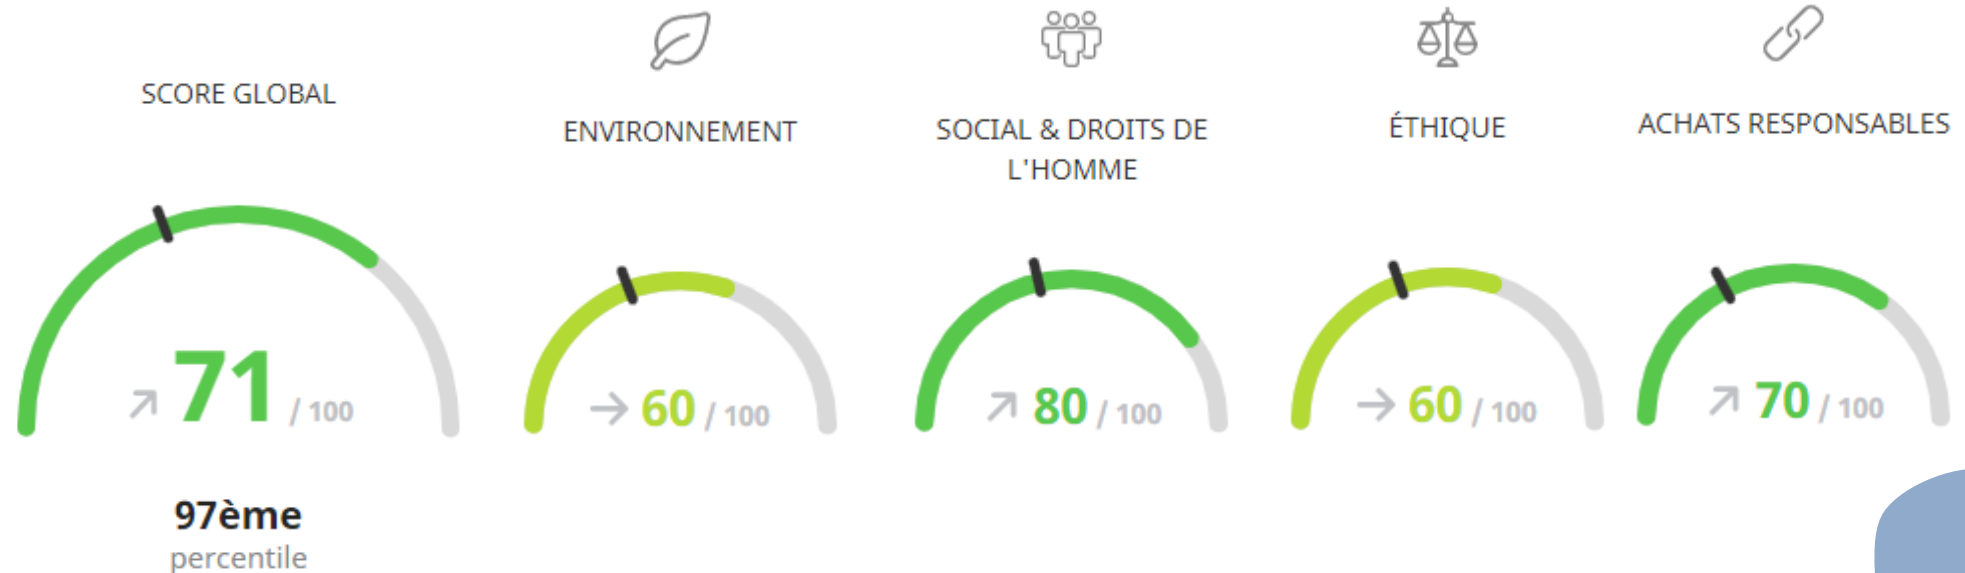 SCORE GLOBAL
71 / 100
97ème
percentile
ENVIRONNEMENT
60 / 100
SOCIAL & DROITS DE
L'HOMME
80 / 100
ÉTHIQUE
60 / 100
ACHATS RESPONSABLES
70 / 100